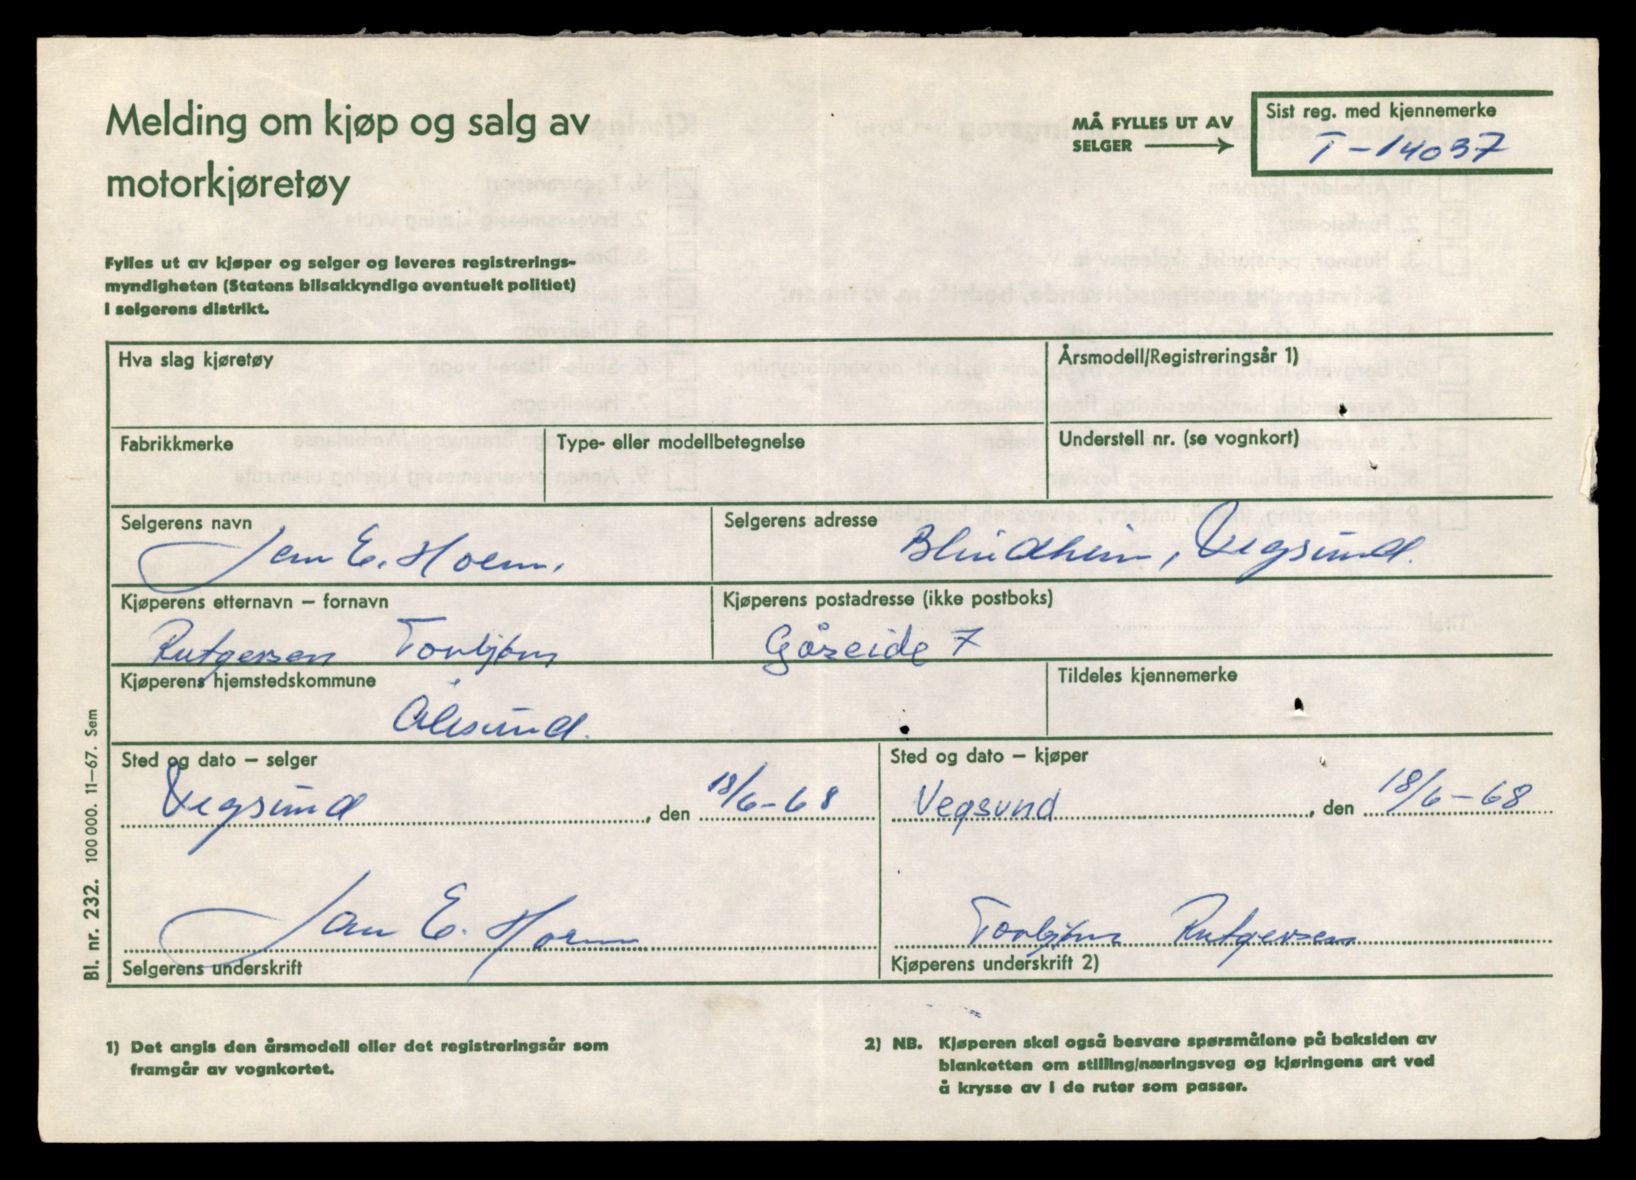 Melding om kjøp og salg av
motorkjøretøy
MÅ FYLLES UT AV
SELGER
Sist reg. med kjennemerke
T-14037
Fylles ut av kjøper og selger og leveres registrerings-
myndigheten (Statens bilsakkyndige eventuelt politiet)
i selgerens distrikt.
Hva slag kjøretøy
Årsmodell/Registreringsår 1)
Fabrikkmerke
Type- eller modellbetegnelse
Understell nr. (se vognkort)
Selgerens navn
Jan E. Hoem.
Selgerens adresse
Blindheim, Vegsund.
Kjøperens etternavn – fornavn
Rutgersen Torbjørn
Kjøperens postadresse (ikke postboks)
Gåseide 7
Kjøperens hjemstedskommune
Ålesund.
Tildeles kjennemerke
Sted og dato – selger
Vegsund, den 18/6-68
Sted og dato – kjøper
Vegsund, den 18/6-68
Jan E. Hoem
Selgerens underskrift
Torbjørn Rutgersen
Kjøperens underskrift 2)
Bl. nr. 232. 100 000. 11–67. Sem
1) Det angis den årsmodell eller det registreringsår som
framgår av vognkortet.
2) NB. Kjøperen skal også besvare spørsmålene på baksiden av
blanketten om stilling/næringsveg og kjøringens art ved
å krysse av i de ruter som passer.